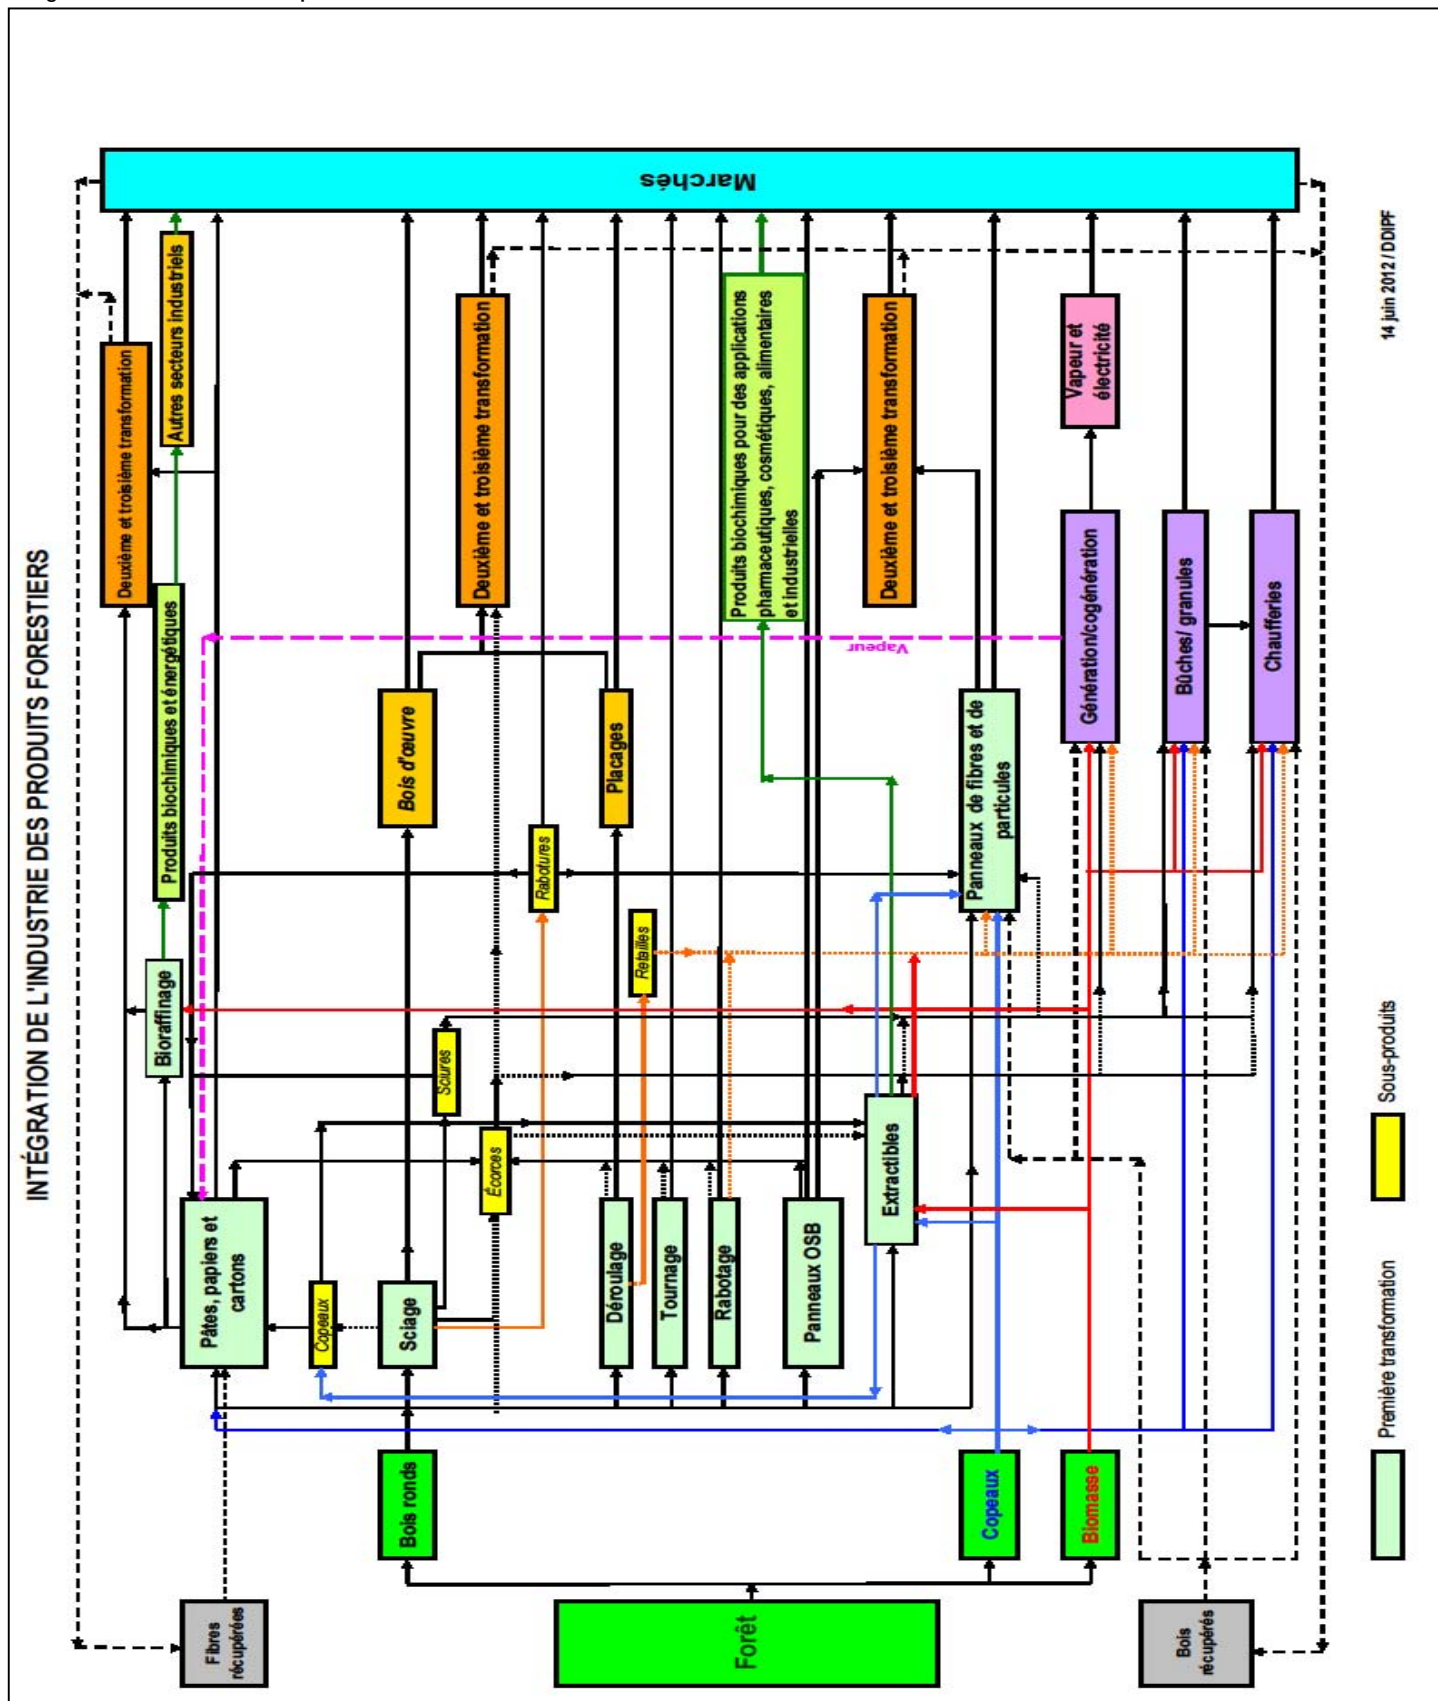 INTÉGRATION DE L'INDUSTRIE DES PRODUITS FORESTIERS
Fibres
récupérées
Forêt
Bois
récupérés
Bois ronds
Copeaux
Biomasse
Pâtes, papiers et
cartons
Copeaux
Sciage
Écorces
Sciures
Déroulage
Tournage
Rabotage
Panneaux OSB
Extractibles
Bioraffinage
Retailles
Rabotures
Produits biochimiques et énergétiques
Bois d'œuvre
Placages
Panneaux de fibres et de
particules
Vapeur
Génération/cogénération
Bûches/ granules
Chaufferies
Deuxième et troisième transformation
Autres secteurs industriels
Deuxième et troisième transformation
Produits biochimiques pour des applications
pharmaceutiques, cosmétiques, alimentaires
et industrielles
Deuxième et troisième transformation
Vapeur et
électricité
Marchés
Première transformation
Sous-produits
14 juin 2012 / DDIPF